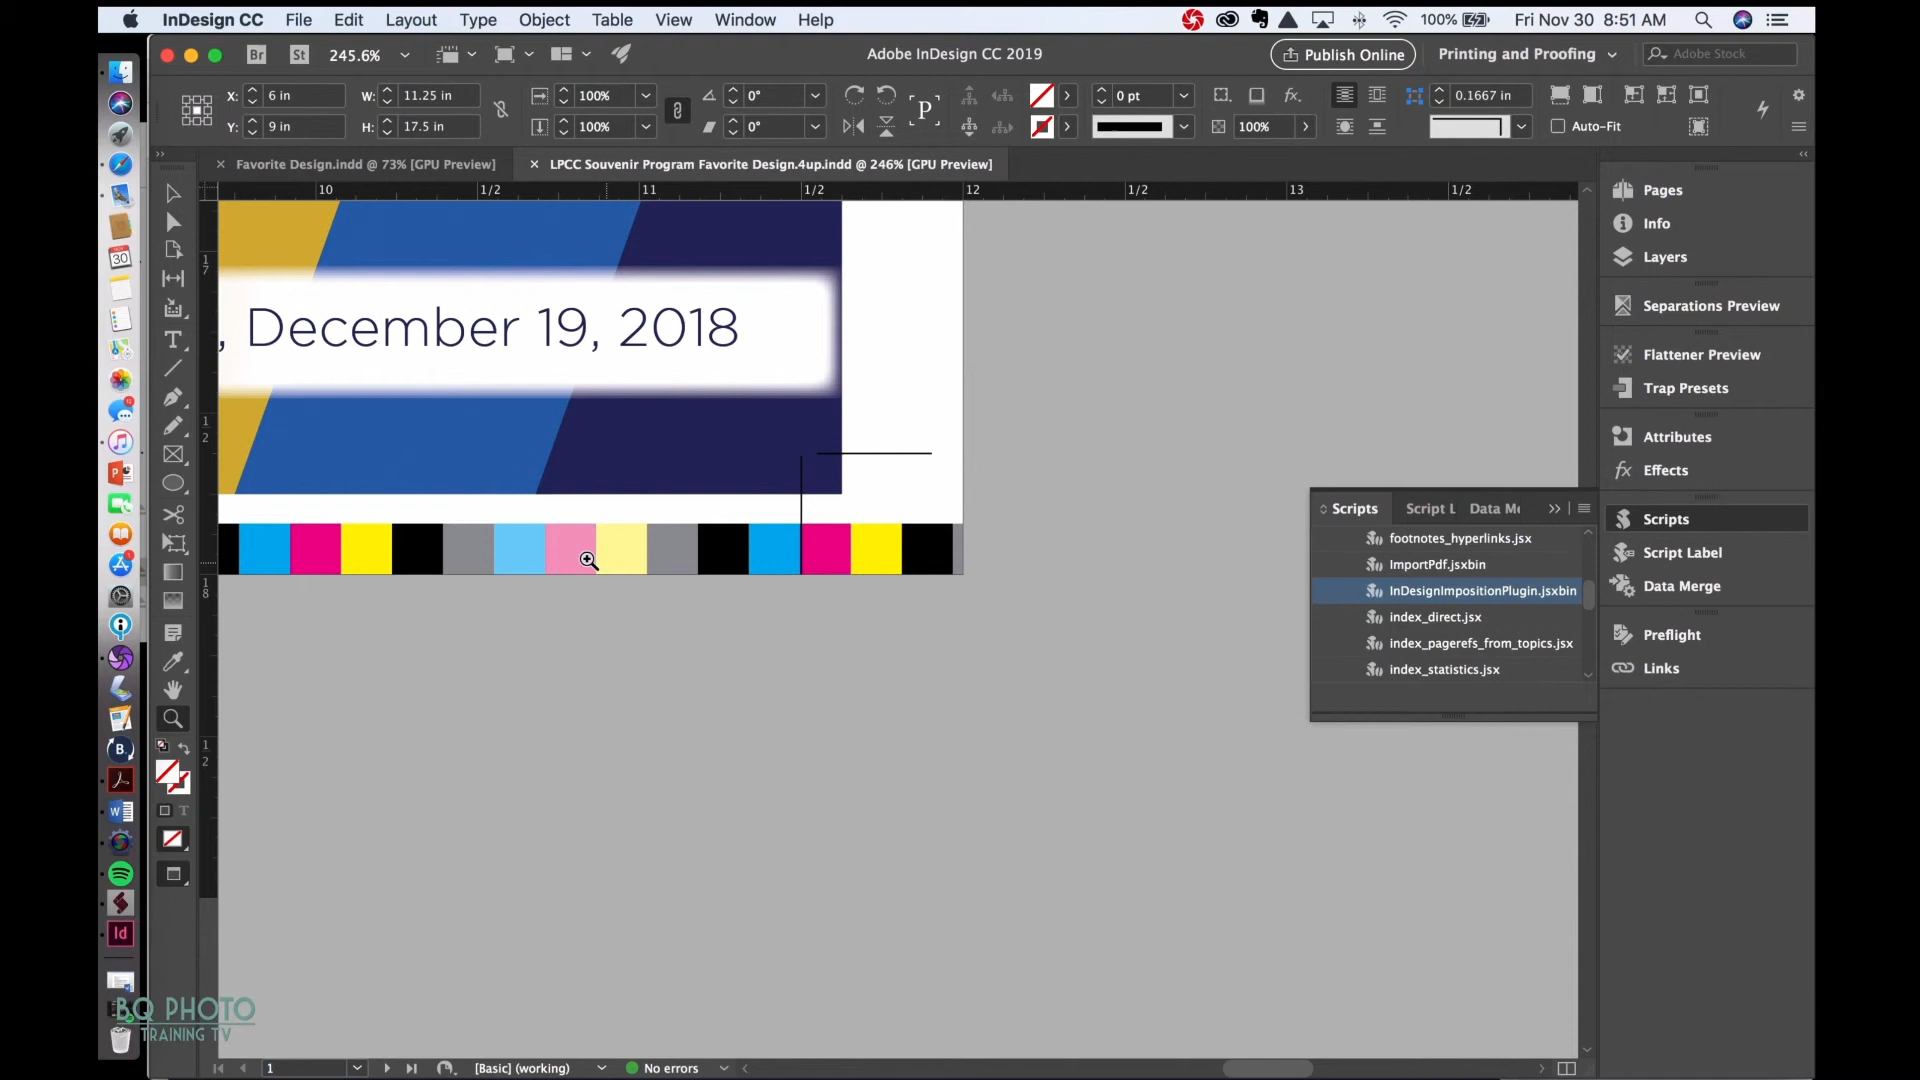 InDesign CC File Edit Layout Type Object Table View Window Help 100% Fri Nov 30 8:51 AM
Br St 245.6% Adobe InDesign CC 2019 Publish Online Printing and Proofing Adobe Stock
X: 6 in W: 11.25 in 100% 0° P 0 pt fx. 0.1667 in
Y: 9 in H: 17.5 in 100% 0° 100% Auto-Fit
Favorite Design.indd @ 73% [GPU Preview] LPCC Souvenir Program Favorite Design.4up.indd @ 246% [GPU Preview]
10 1/2 11 1/2 12 1/2 13 1/2
, December 19, 2018
Pages
Info
Layers
Separations Preview
Flattener Preview
Trap Presets
Attributes
fx Effects
Scripts
Script Label
Data Merge
Preflight
Links
Scripts Script L Data Me
footnotes_hyperlinks.jsx
ImportPdf.jsxbin
InDesignImpositionPlugin.jsxbin
index_direct.jsx
index_pagerefs_from_topics.jsx
index_statistics.jsx
BQ PHOTO
TRAINING TV
1 [Basic] (working) No errors